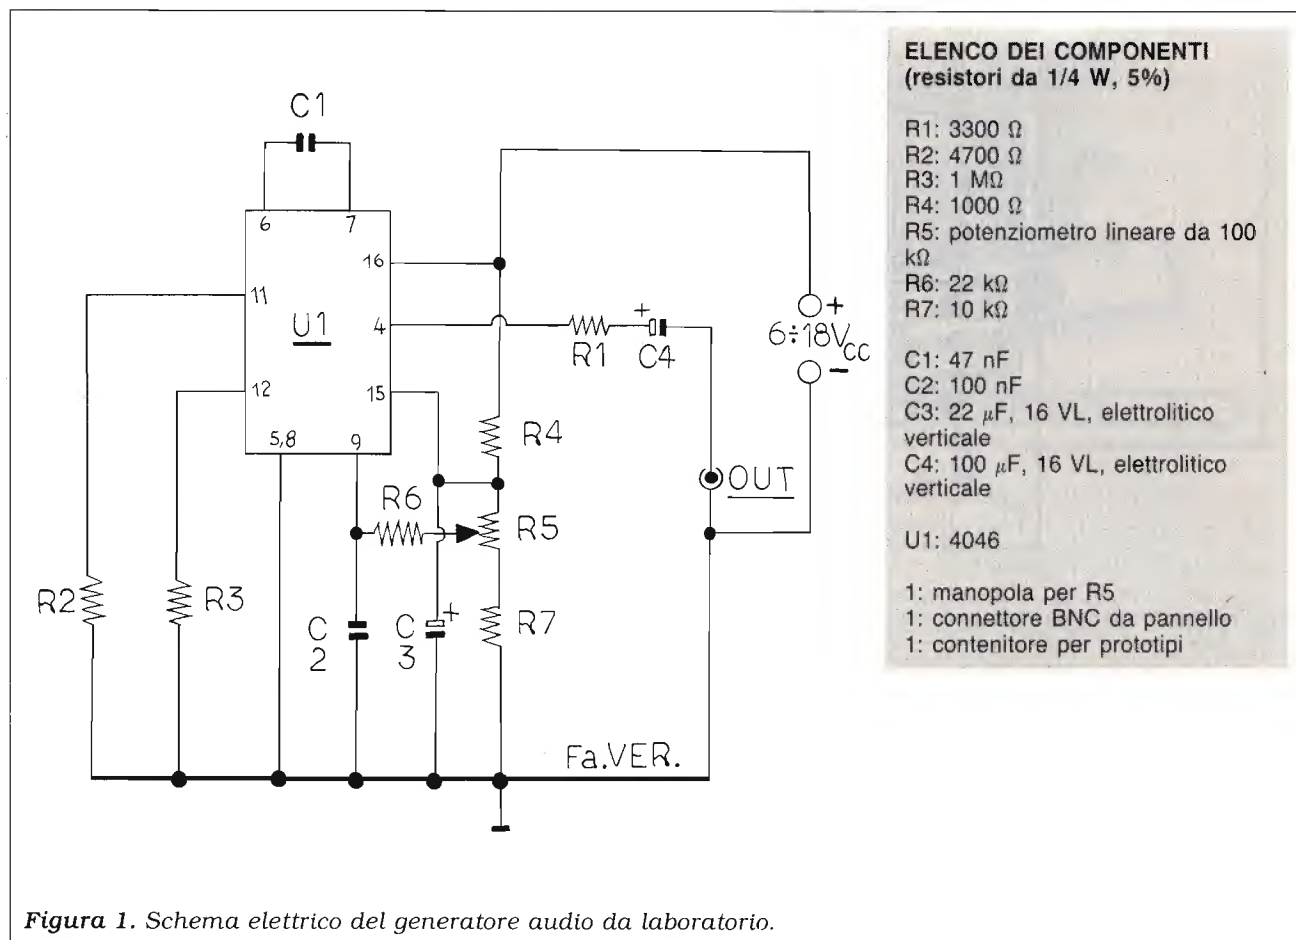 C1
6
7
16
11
U1
4
+
R1
C4
+
6÷18Vcc
-
12
15
5,8
9
R4
OUT
R6
R5
R2
R3
C
2
C
3
+
R7
Fa.VER.
ELENCO DEI COMPONENTI
(resistori da 1/4 W, 5%)
R1: 3300 Ω
R2: 4700 Ω
R3: 1 MΩ
R4: 1000 Ω
R5: potenziometro lineare da 100
kΩ
R6: 22 kΩ
R7: 10 kΩ
C1: 47 nF
C2: 100 nF
C3: 22 μF, 16 VL, elettrolitico
verticale
C4: 100 μF, 16 VL, elettrolitico
verticale
U1: 4046
1: manopola per R5
1: connettore BNC da pannello
1: contenitore per prototipi
Figura 1. Schema elettrico del generatore audio da laboratorio.